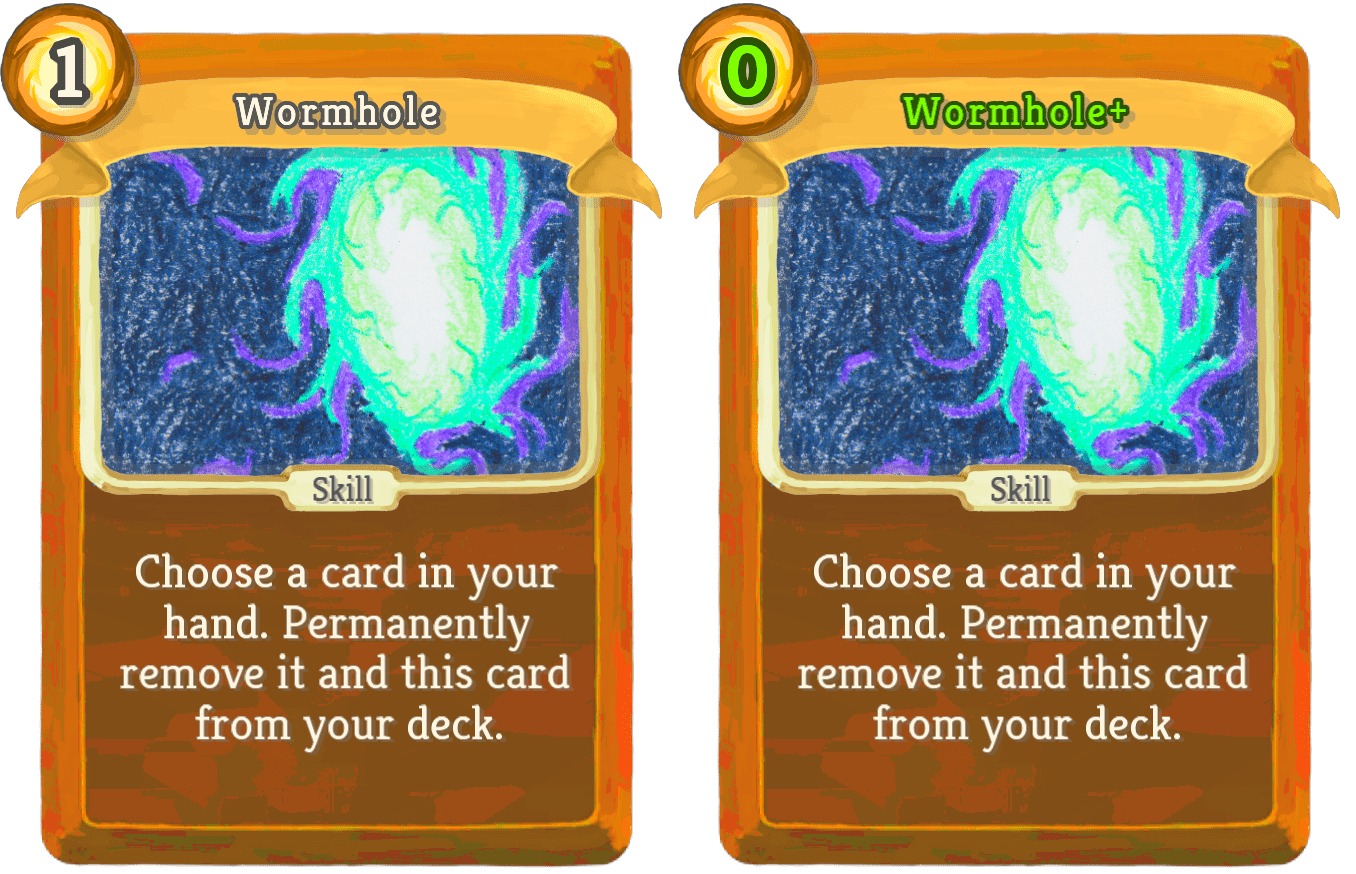 1
Wormhole
Skill
Choose a card in your
hand. Permanently
remove it and this card
from your deck.
0
Wormhole+
Skill
Choose a card in your
hand. Permanently
remove it and this card
from your deck.